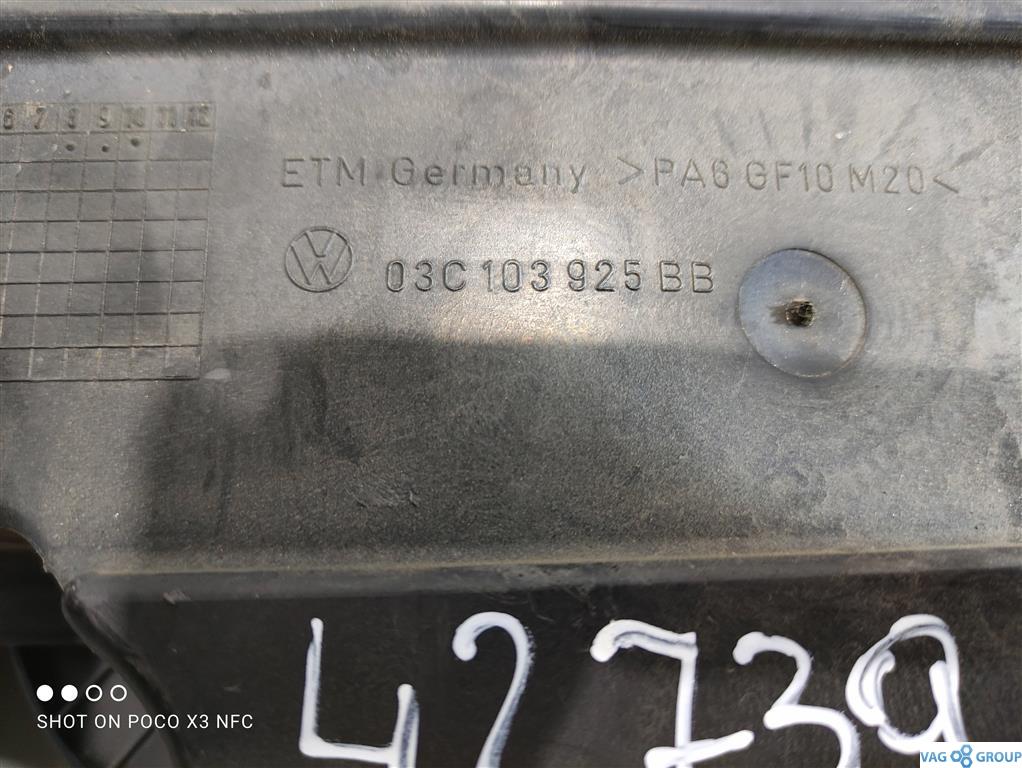 6 7 8 9 10 11 12
ETM Germany >PA6 GF10 M20<
03C 103 925 BB
42739
SHOT ON POCO X3 NFC
VAG GROUP